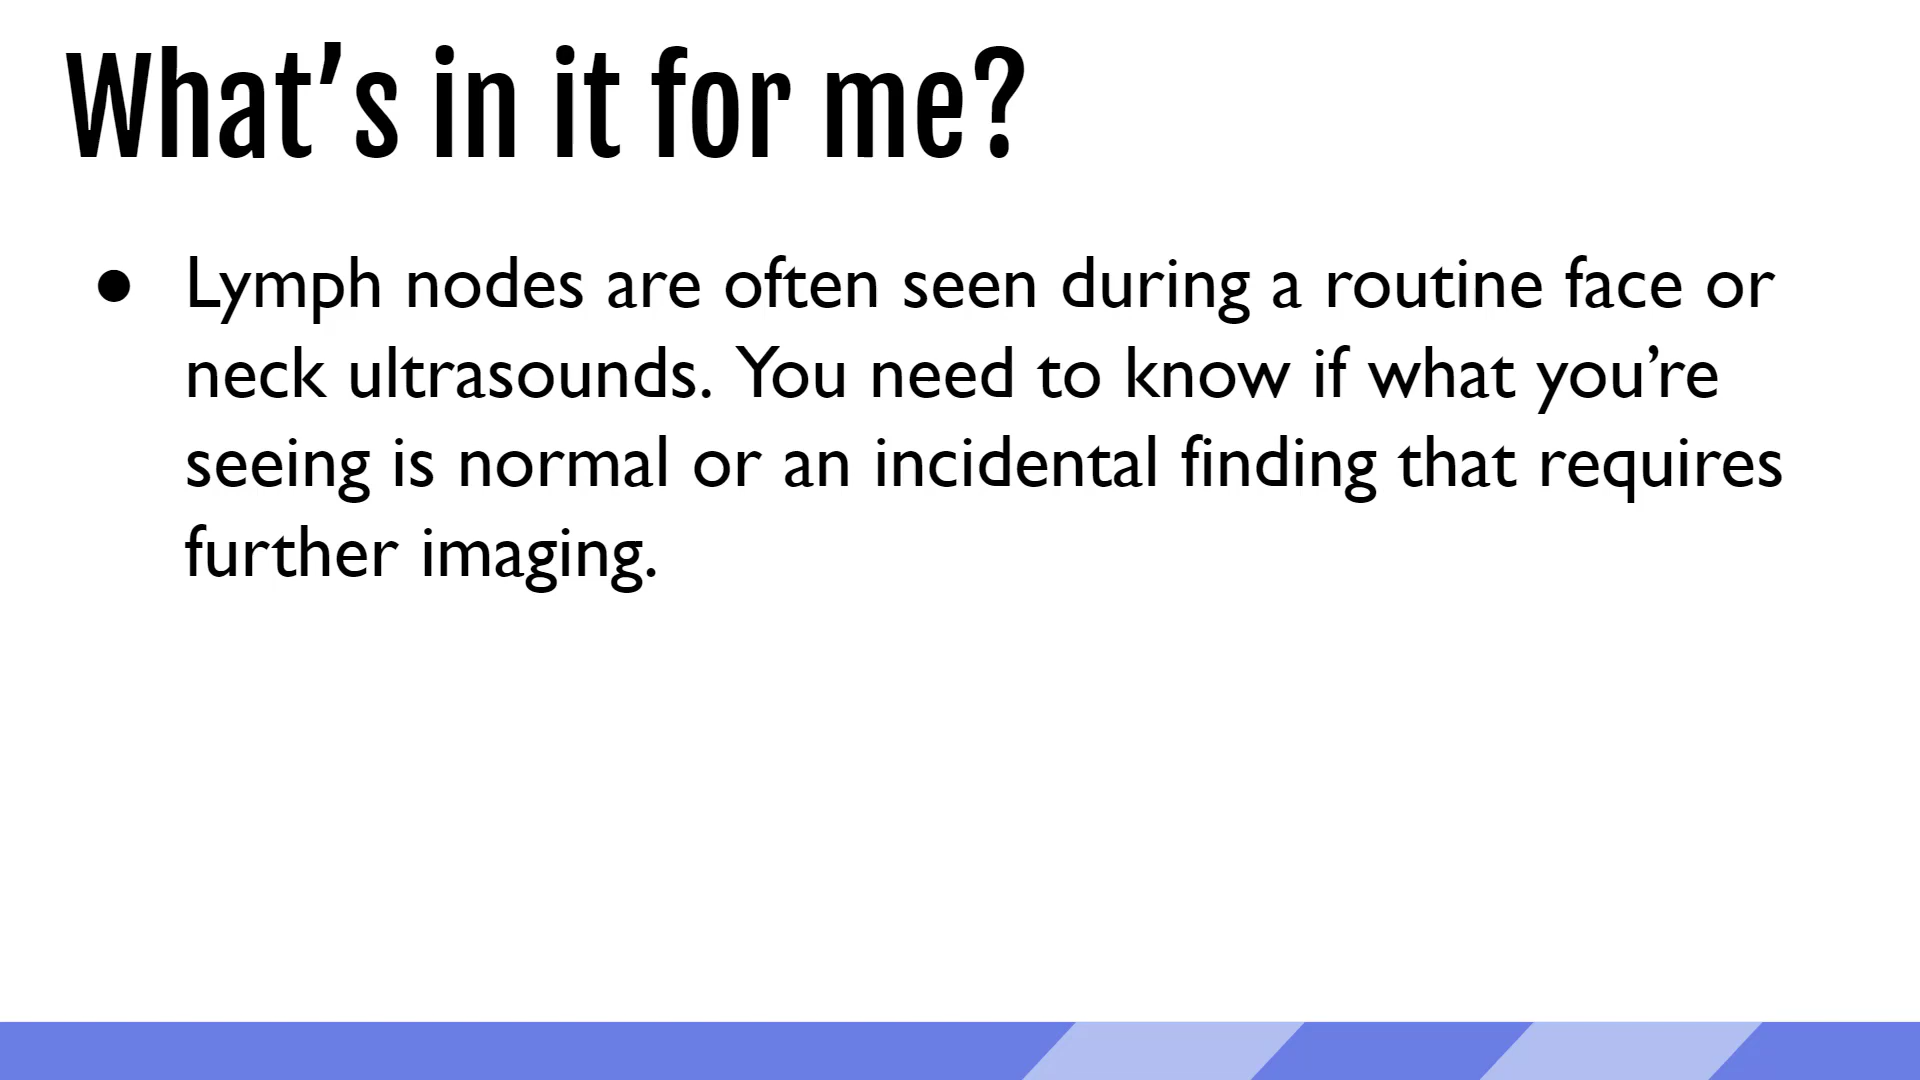 What’s in it for me?
● Lymph nodes are often seen during a routine face or
neck ultrasounds. You need to know if what you’re
seeing is normal or an incidental finding that requires
further imaging.